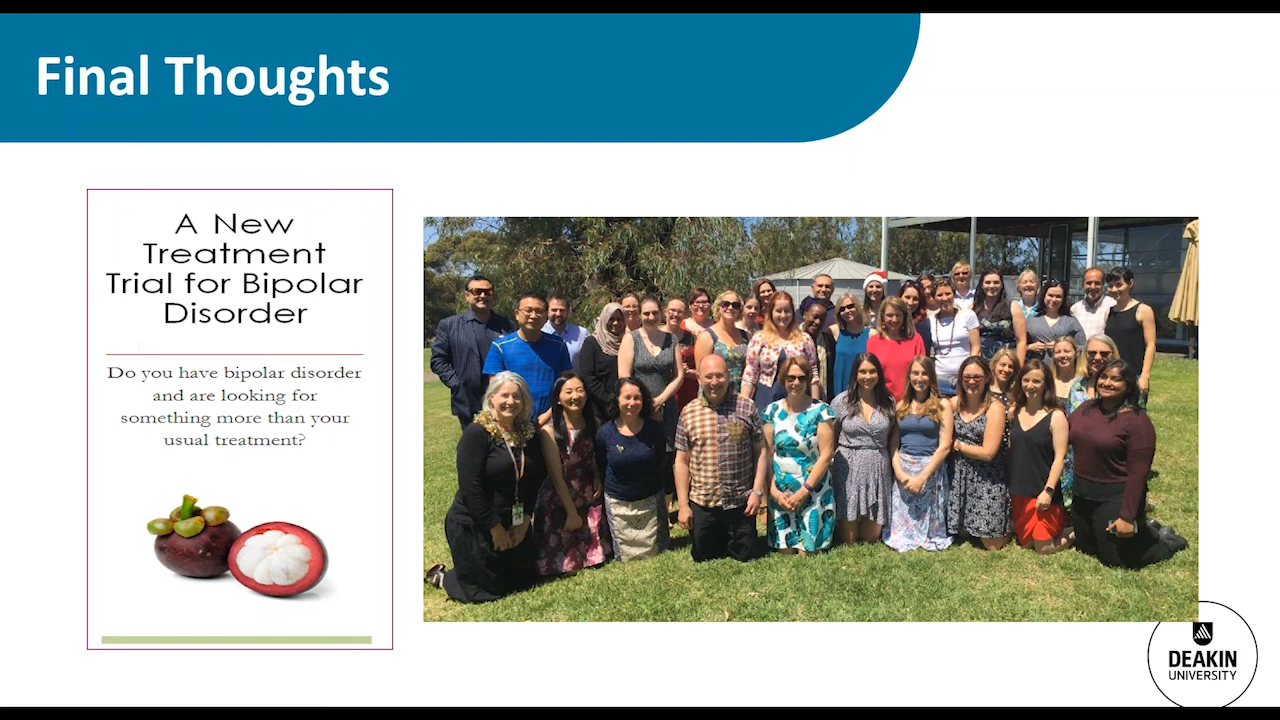 Final Thoughts
A New
Treatment
Trial for Bipolar
Disorder
Do you have bipolar disorder
and are looking for
something more than your
usual treatment?
DEAKIN
UNIVERSITY